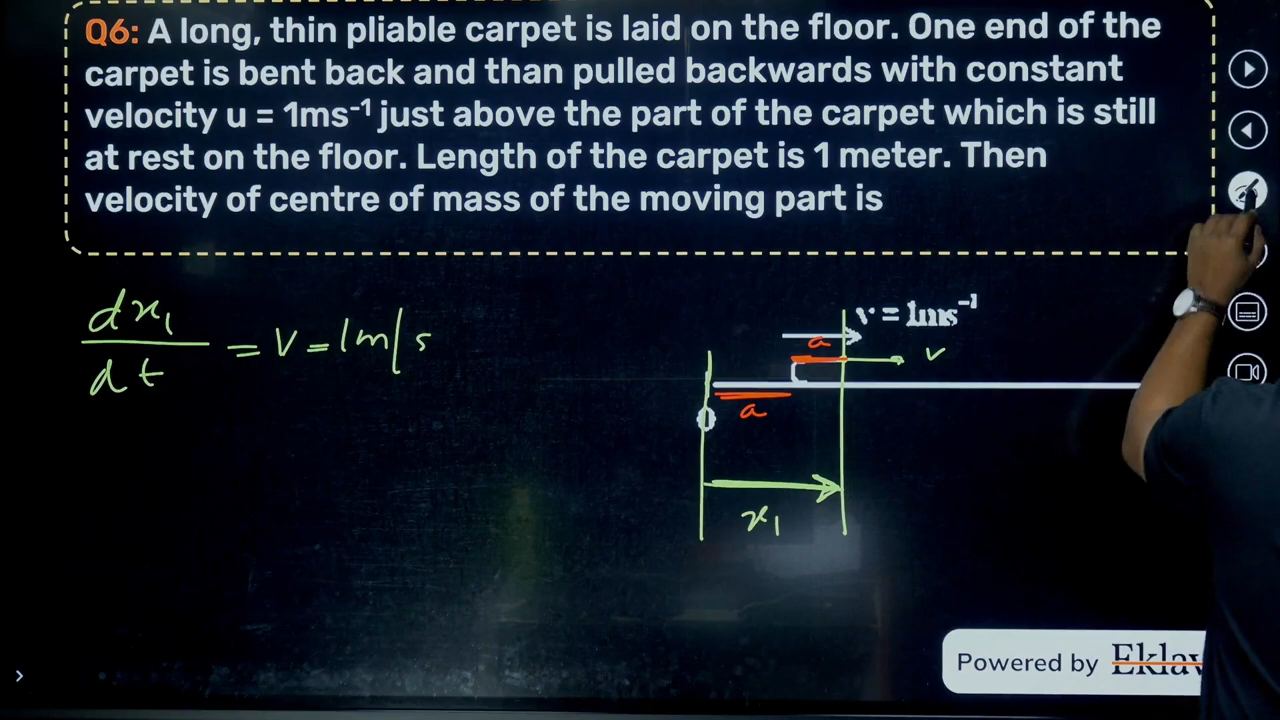 Q6: A long, thin pliable carpet is laid on the floor. One end of the
carpet is bent back and than pulled backwards with constant
velocity u = 1ms⁻¹ just above the part of the carpet which is still
at rest on the floor. Length of the carpet is 1 meter. Then
velocity of centre of mass of the moving part is
dx₁/dt = v = 1m/s
v = 1ms⁻¹
a
v
a
0
x₁
Powered by Eklav